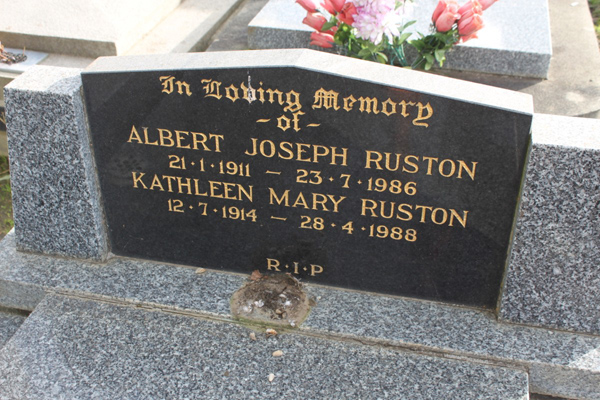 In Loving Memory
- of -
ALBERT JOSEPH RUSTON
21·1·1911 - 23·7·1986
KATHLEEN MARY RUSTON
12·7·1914 - 28·4·1988
R·I·P